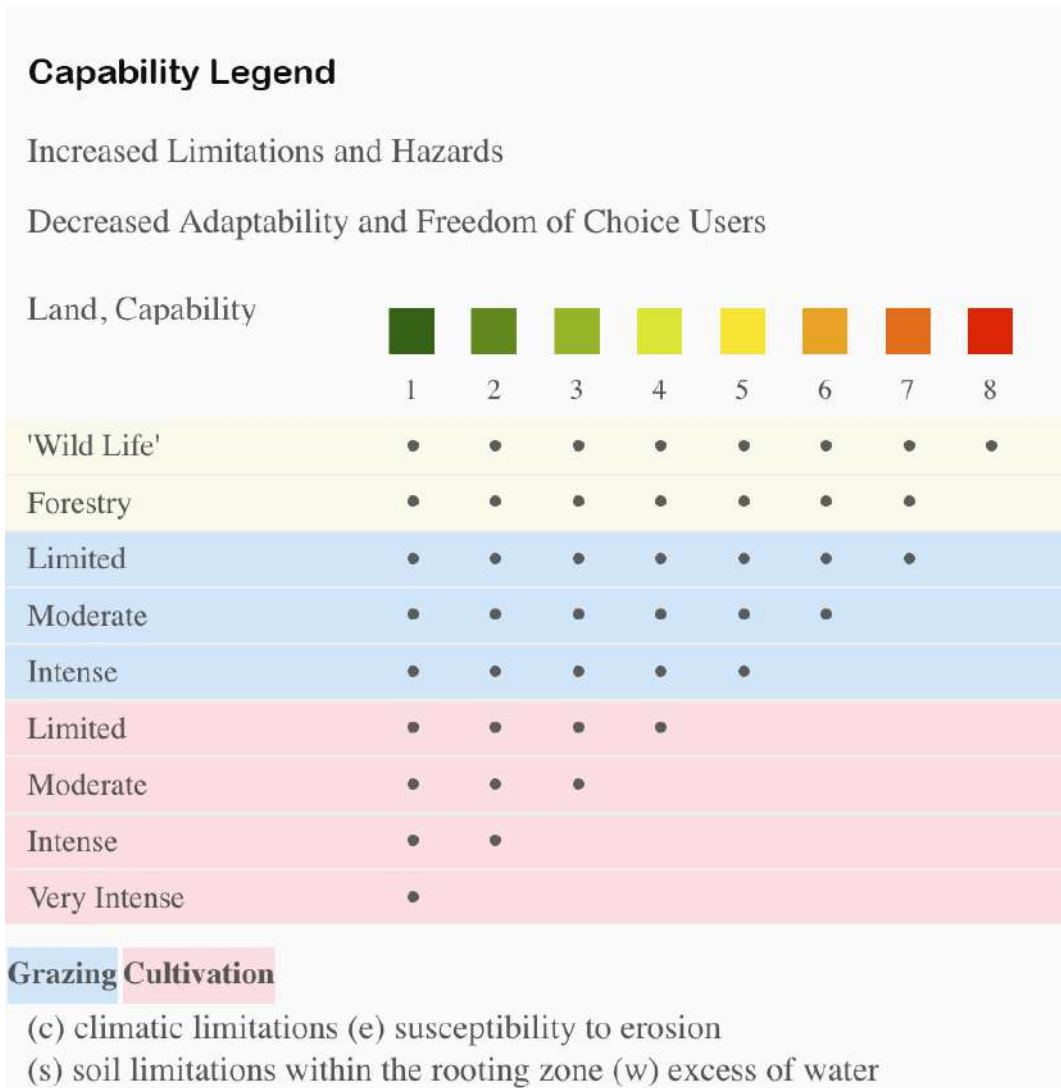 Capability Legend
Increased Limitations and Hazards
Decreased Adaptability and Freedom of Choice Users
Land, Capability
1 2 3 4 5 6 7 8
'Wild Life' • • • • • • • •
Forestry • • • • • • •
Limited • • • • • • •
Moderate • • • • • •
Intense • • • • •
Limited • • • •
Moderate • • •
Intense • •
Very Intense •
Grazing Cultivation
(c) climatic limitations (e) susceptibility to erosion
(s) soil limitations within the rooting zone (w) excess of water